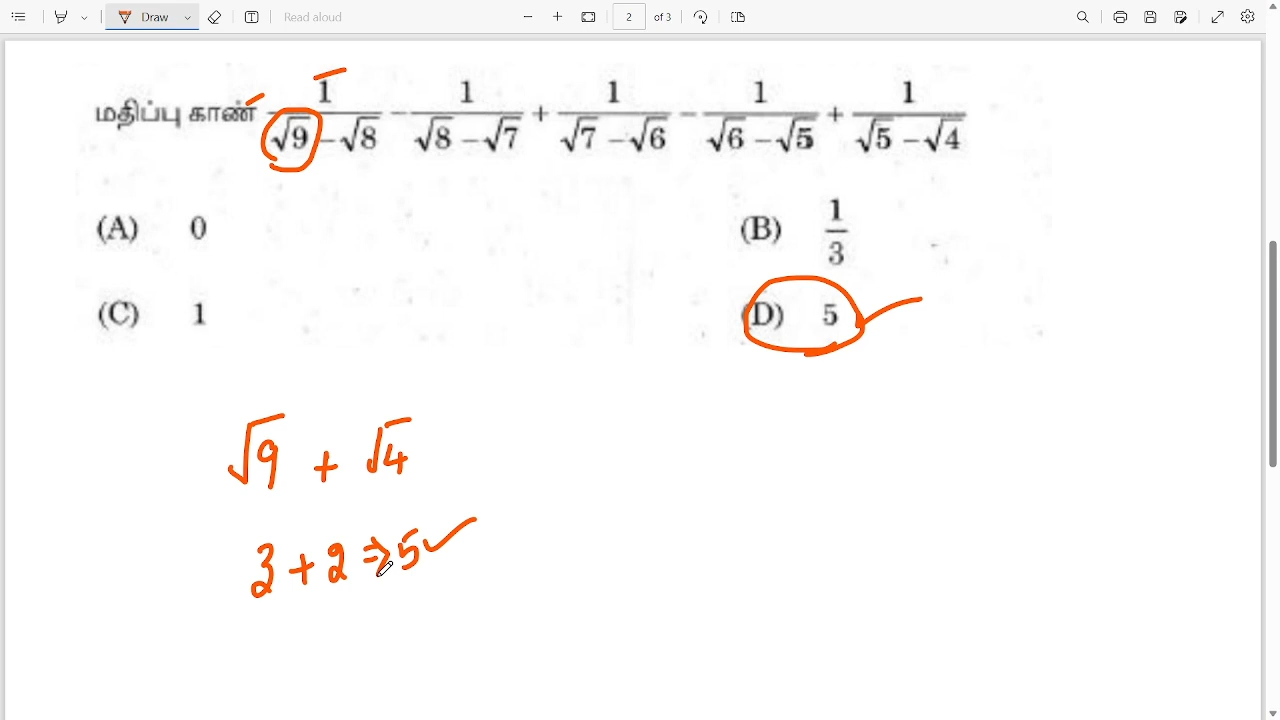 Draw Read aloud 2 of 3
மதிப்பு காண் 1/(√9 − √8) − 1/(√8 − √7) + 1/(√7 − √6) − 1/(√6 − √5) + 1/(√5 − √4)
(A) 0 (B) 1/3
(C) 1 (D) 5
√9 + √4
3 + 2 ⇒ 5